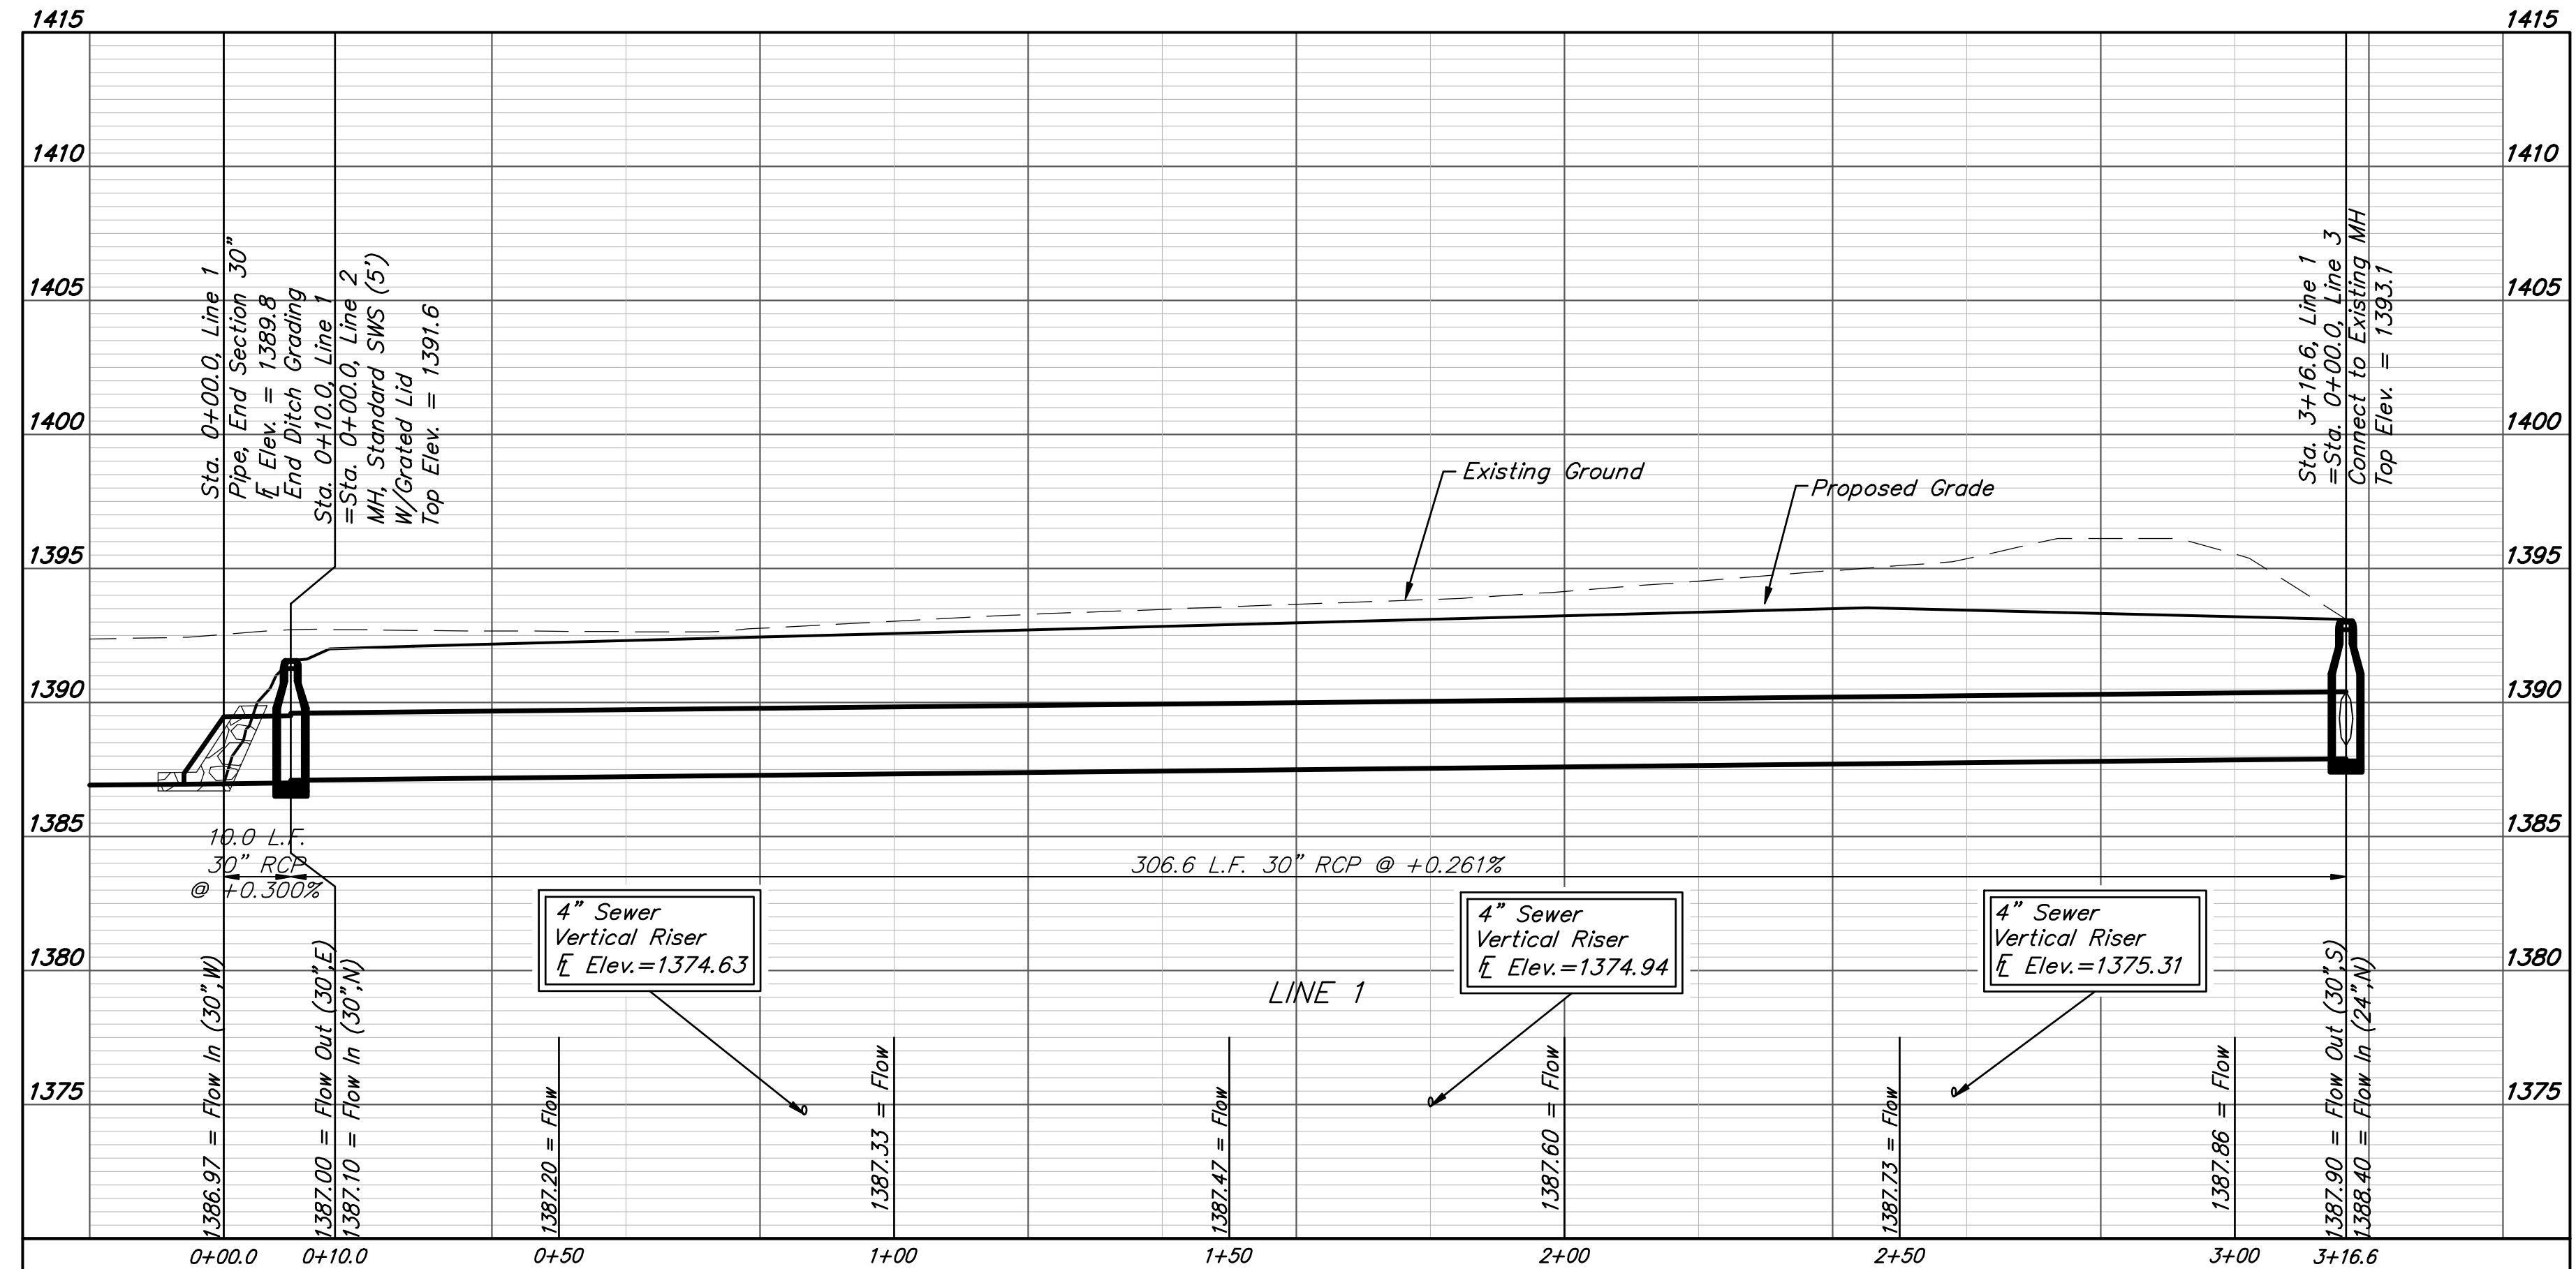 1415
1415
1410
1410
1405
1405
1400
1400
1395
1395
1390
1390
1385
1385
1380
1380
1375
1375
Sta. 0+00.0, Line 1
Pipe, End Section 30"
FL Elev. = 1389.8
End Ditch Grading
Sta. 0+10.0, Line 1
=Sta. 0+00.0, Line 2
MH, Standard SWS (5')
W/Grated Lid
Top Elev. = 1391.6
Existing Ground
Proposed Grade
Sta. 3+16.6, Line 1
=Sta. 0+00.0, Line 3
Connect to Existing MH
Top Elev. = 1393.1
10.0 L.F.
30" RCP
@ +0.300%
306.6 L.F. 30" RCP @ +0.261%
4" Sewer
Vertical Riser
FL Elev.=1374.63
4" Sewer
Vertical Riser
FL Elev.=1374.94
4" Sewer
Vertical Riser
FL Elev.=1375.31
LINE 1
1386.97 = Flow In (30",W)
1387.00 = Flow Out (30",E)
1387.10 = Flow In (30",N)
1387.20 = Flow
1387.33 = Flow
1387.47 = Flow
1387.60 = Flow
1387.73 = Flow
1387.86 = Flow
1387.90 = Flow Out (30",S)
1388.40 = Flow In (24",N)
0+00.0
0+10.0
0+50
1+00
1+50
2+00
2+50
3+00
3+16.6